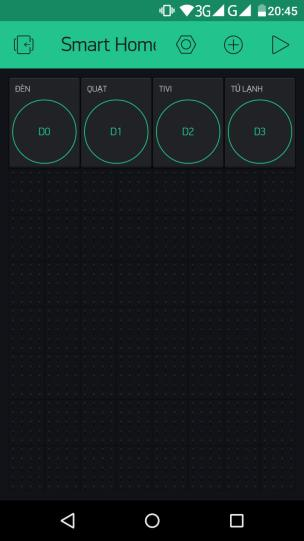 3G G 20:45
Smart Home
ĐÈN QUẠT TIVI TỦ LẠNH
D0 D1 D2 D3